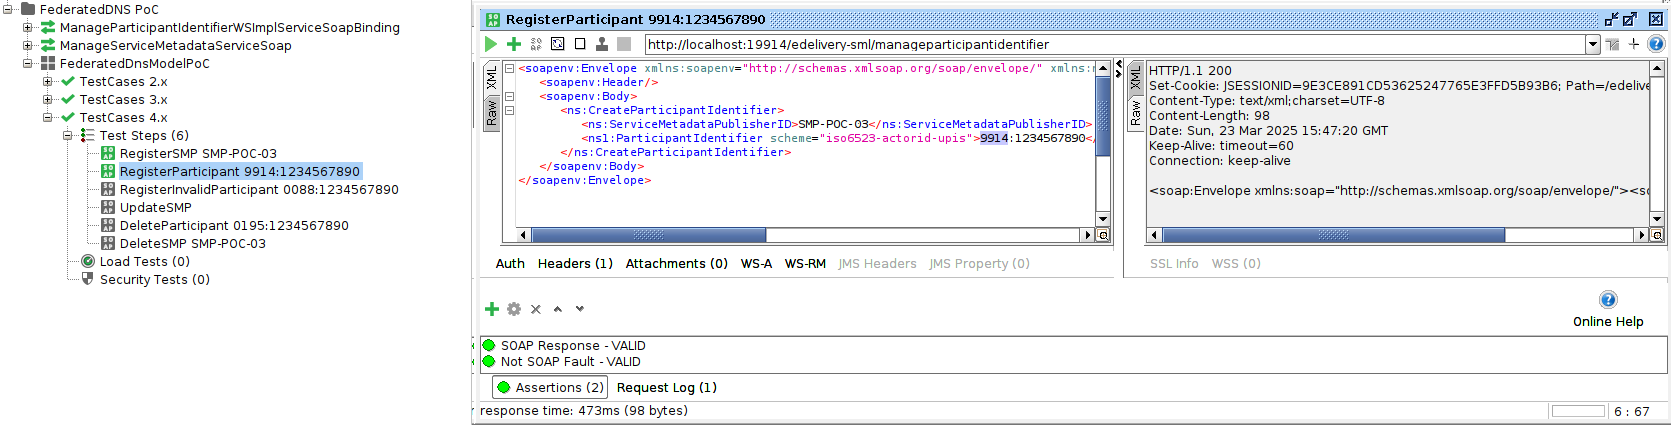 FederatedDNS PoC
ManageParticipantIdentifierWSImplServiceSoapBinding
ManageServiceMetadataServiceSoap
FederatedDnsModelPoC
TestCases 2.x
TestCases 3.x
TestCases 4.x
Test Steps (6)
RegisterSMP SMP-POC-03
RegisterParticipant 9914:1234567890
RegisterInvalidParticipant 0088:1234567890
UpdateSMP
DeleteParticipant 0195:1234567890
DeleteSMP SMP-POC-03
Load Tests (0)
Security Tests (0)
RegisterParticipant 9914:1234567890
http://localhost:19914/edelivery-sml/manageparticipantidentifier
XML
Raw
<soapenv:Envelope xmlns:soapenv="http://schemas.xmlsoap.org/soap/envelope/" xmlns:
<soapenv:Header/>
<soapenv:Body>
<ns:CreateParticipantIdentifier>
<ns:ServiceMetadataPublisherID>SMP-POC-03</ns:ServiceMetadataPublisherID>
<ns1:ParticipantIdentifier scheme="iso6523-actorid-upis">9914:1234567890</
</ns:CreateParticipantIdentifier>
</soapenv:Body>
</soapenv:Envelope>
XML
Raw
HTTP/1.1 200
Set-Cookie: JSESSIONID=9E3CE891CD53625247765E3FFD5B93B6; Path=/edelive
Content-Type: text/xml;charset=UTF-8
Content-Length: 98
Date: Sun, 23 Mar 2025 15:47:20 GMT
Keep-Alive: timeout=60
Connection: keep-alive
<soap:Envelope xmlns:soap="http://schemas.xmlsoap.org/soap/envelope/"><so
Auth Headers (1) Attachments (0) WS-A WS-RM JMS Headers JMS Property (0)
SSL Info WSS (0)
Online Help
SOAP Response - VALID
Not SOAP Fault - VALID
Assertions (2) Request Log (1)
response time: 473ms (98 bytes)
6 : 67